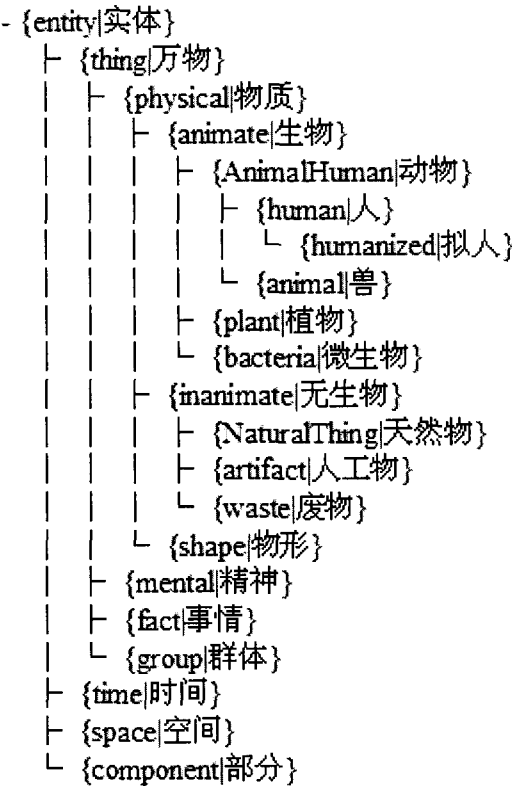 - {entity|实体}
├ {thing|万物}
│ ├ {physical|物质}
│ │ ├ {animate|生物}
│ │ │ ├ {AnimalHuman|动物}
│ │ │ │ ├ {human|人}
│ │ │ │ │ └ {humanized|拟人}
│ │ │ │ └ {animal|兽}
│ │ │ ├ {plant|植物}
│ │ │ └ {bacteria|微生物}
│ │ ├ {inanimate|无生物}
│ │ │ ├ {NaturalThing|天然物}
│ │ │ ├ {artifact|人工物}
│ │ │ └ {waste|废物}
│ │ └ {shape|物形}
│ ├ {mental|精神}
│ ├ {fact|事情}
│ └ {group|群体}
├ {time|时间}
├ {space|空间}
└ {component|部分}